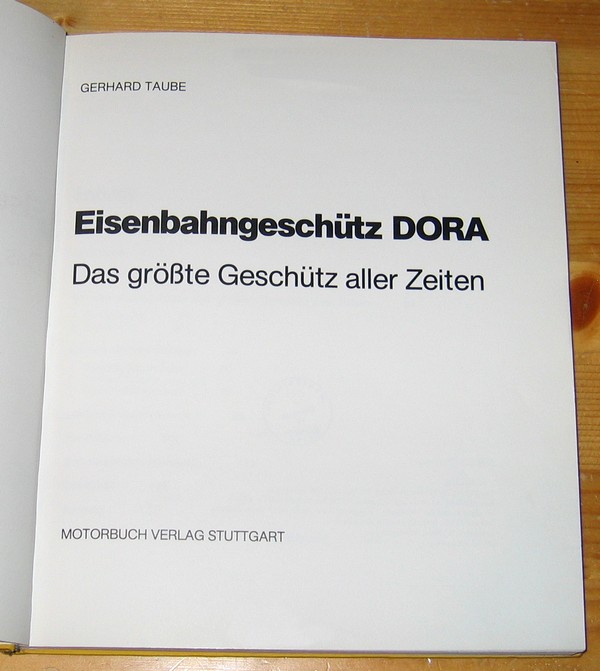 GERHARD TAUBE
Eisenbahngeschütz DORA
Das größte Geschütz aller Zeiten
MOTORBUCH VERLAG STUTTGART